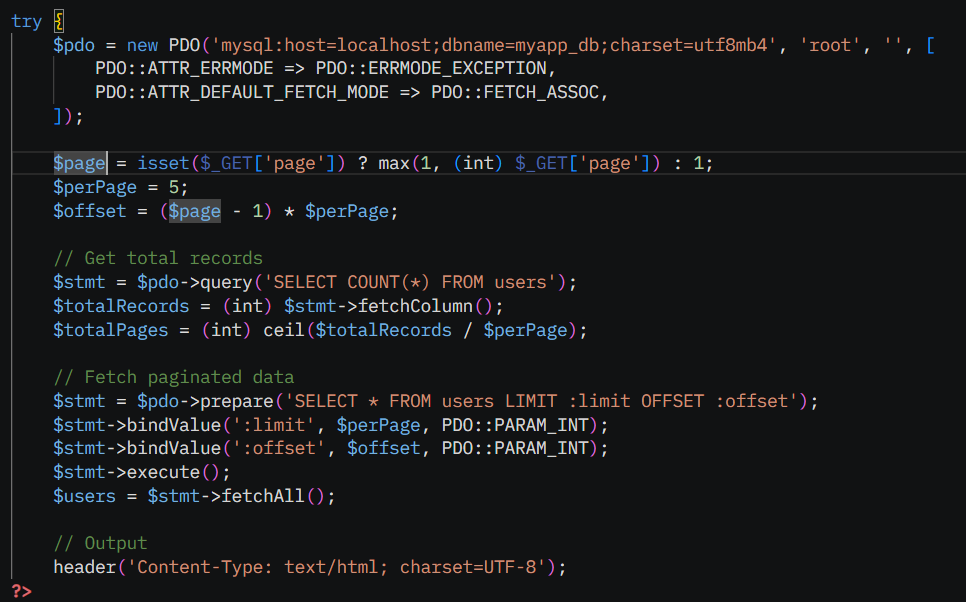 try {
    $pdo = new PDO('mysql:host=localhost;dbname=myapp_db;charset=utf8mb4', 'root', '', [
        PDO::ATTR_ERRMODE => PDO::ERRMODE_EXCEPTION,
        PDO::ATTR_DEFAULT_FETCH_MODE => PDO::FETCH_ASSOC,
    ]);

    $page = isset($_GET['page']) ? max(1, (int) $_GET['page']) : 1;
    $perPage = 5;
    $offset = ($page - 1) * $perPage;

    // Get total records
    $stmt = $pdo->query('SELECT COUNT(*) FROM users');
    $totalRecords = (int) $stmt->fetchColumn();
    $totalPages = (int) ceil($totalRecords / $perPage);

    // Fetch paginated data
    $stmt = $pdo->prepare('SELECT * FROM users LIMIT :limit OFFSET :offset');
    $stmt->bindValue(':limit', $perPage, PDO::PARAM_INT);
    $stmt->bindValue(':offset', $offset, PDO::PARAM_INT);
    $stmt->execute();
    $users = $stmt->fetchAll();

    // Output
    header('Content-Type: text/html; charset=UTF-8');
?>